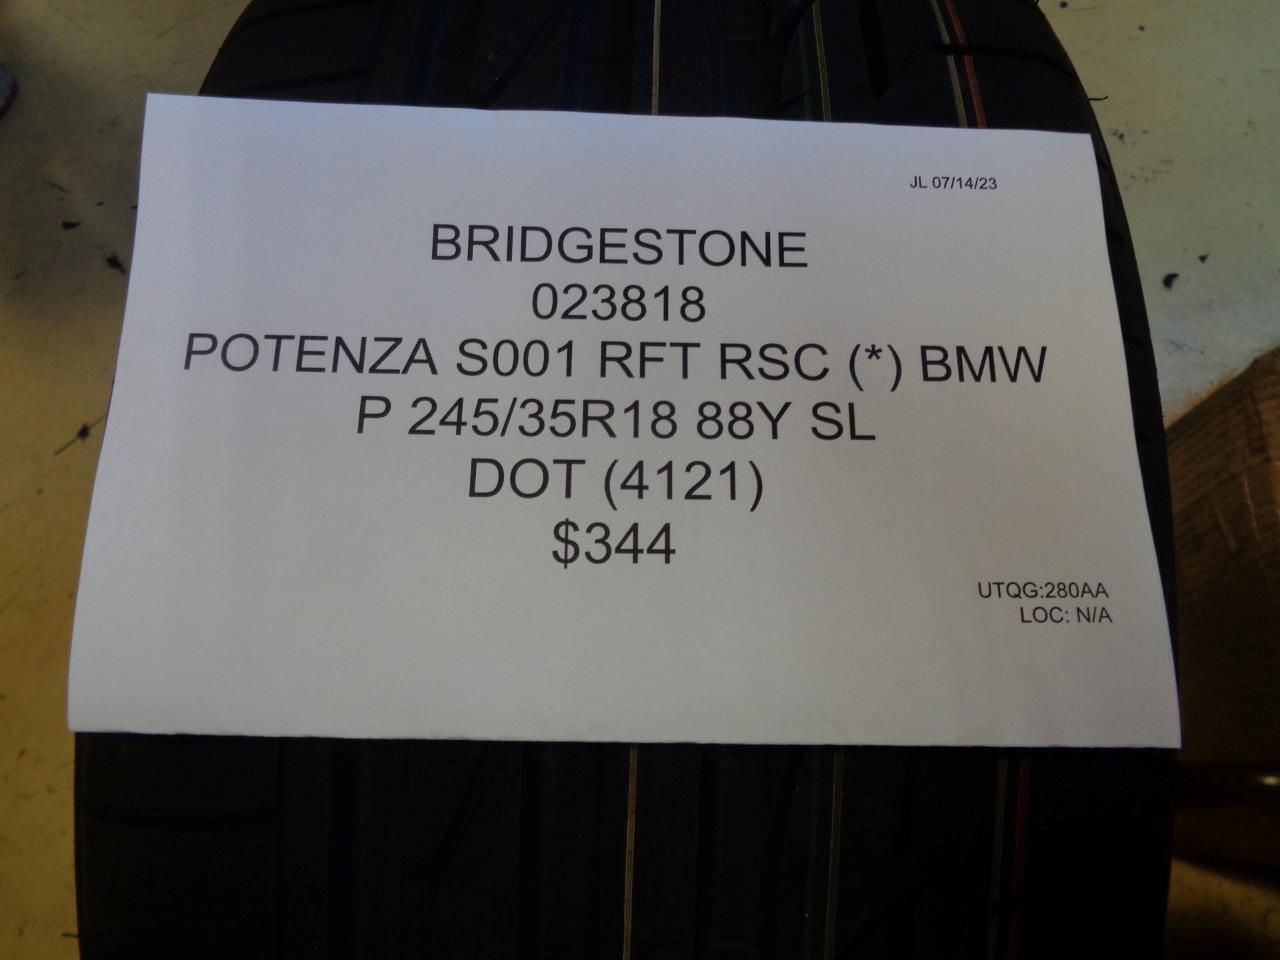 JL 07/14/23
BRIDGESTONE
023818
POTENZA S001 RFT RSC (*) BMW
P 245/35R18 88Y SL
DOT (4121)
$344
UTQG:280AA
LOC: N/A